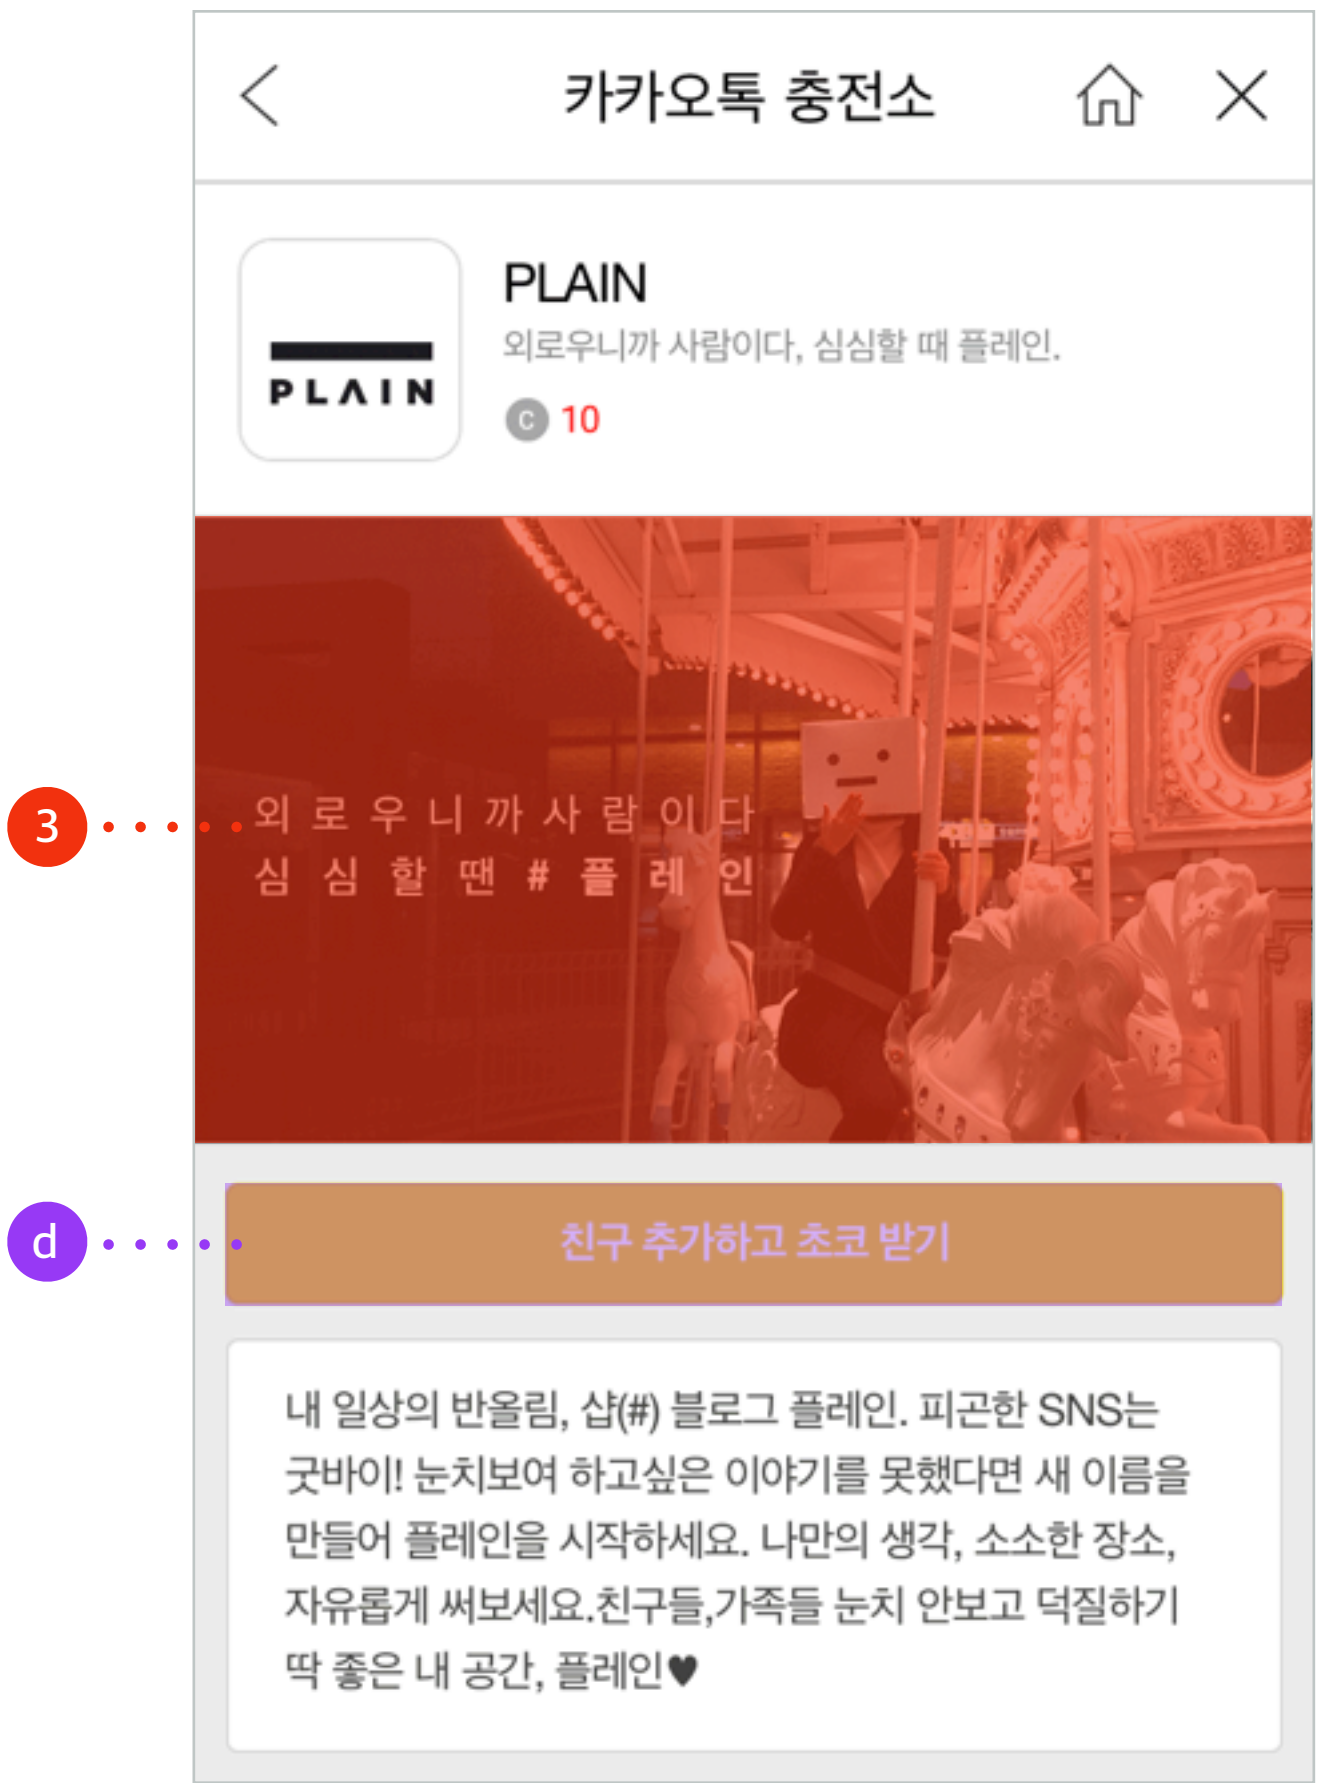 카카오톡 충전소
PLAIN
PLAIN
외로우니까 사람이다, 심심할 때 플레인.
C 10
3
외로우니까사람이다
심심할땐#플레인
d
친구 추가하고 초코 받기
내 일상의 반올림, 샵(#) 블로그 플레인. 피곤한 SNS는
굿바이! 눈치보여 하고싶은 이야기를 못했다면 새 이름을
만들어 플레인을 시작하세요. 나만의 생각, 소소한 장소,
자유롭게 써보세요.친구들,가족들 눈치 안보고 덕질하기
딱 좋은 내 공간, 플레인♥